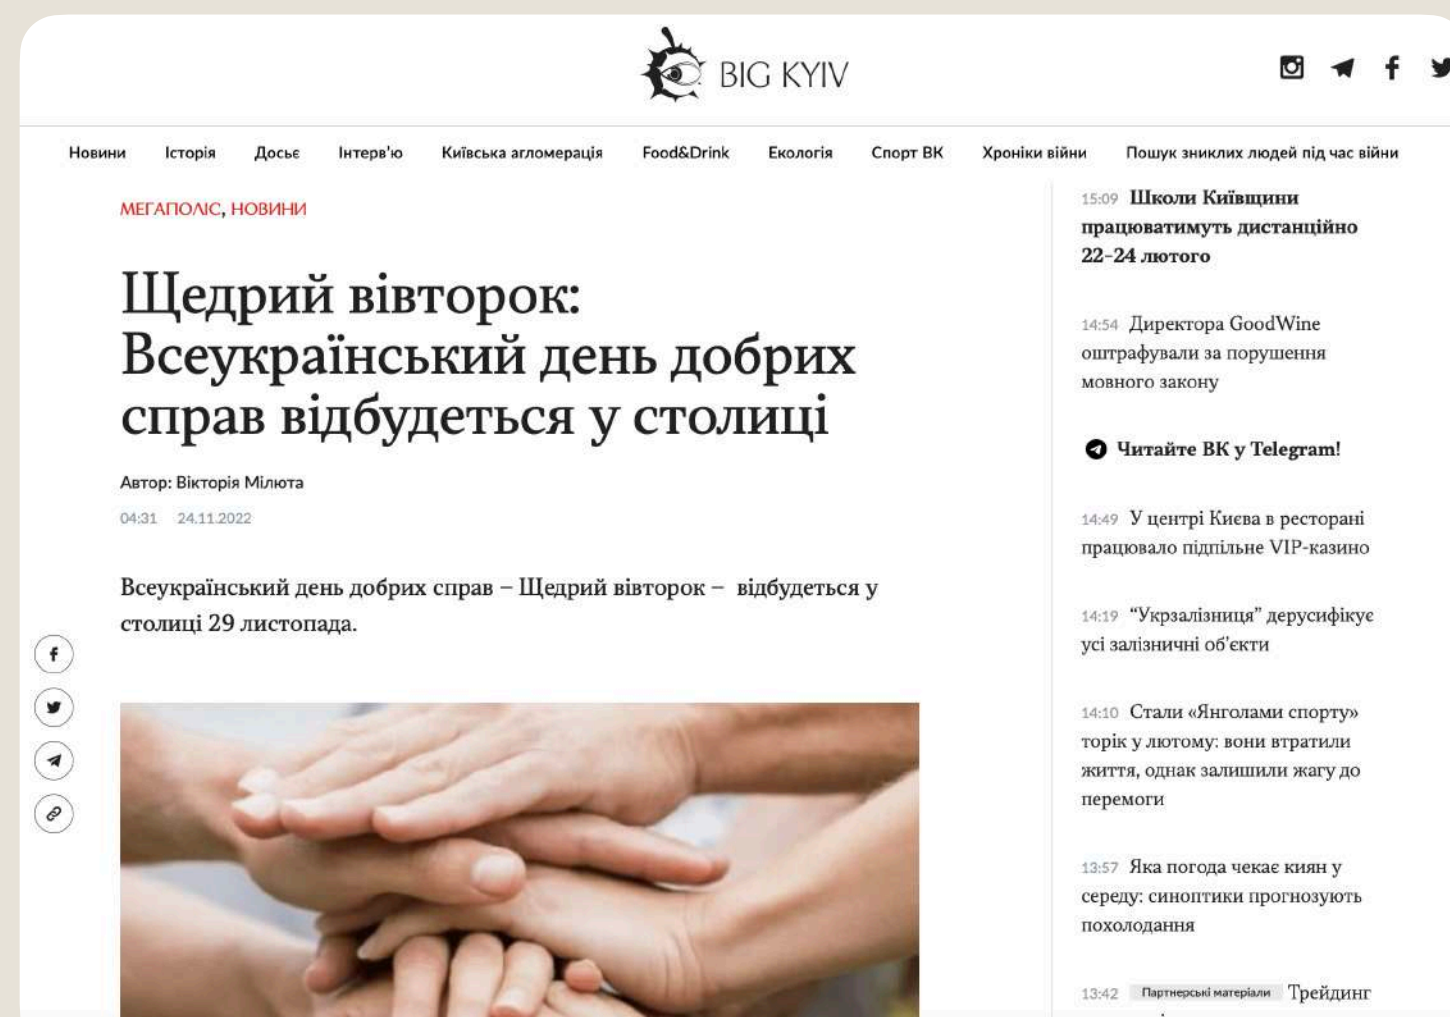 BIG KYIV
Новини Історія Досьє Інтерв'ю Київська агломерація Food&Drink Екологія Спорт ВК Хроніки війни Пошук зниклих людей під час війни
МЕГАПОЛІС, НОВИНИ
Щедрий вівторок:
Всеукраїнський день добрих
справ відбудеться у столиці
Автор: Вікторія Мілюта
04:31 24.11.2022
Всеукраїнський день добрих справ – Щедрий вівторок – відбудеться у
столиці 29 листопада.
15:09 Школи Київщини
працюватимуть дистанційно
22-24 лютого
14:54 Директора GoodWine
оштрафували за порушення
мовного закону
Читайте ВК у Telegram!
14:49 У центрі Києва в ресторані
працювало підпільне VIP-казино
14:19 “Укрзалізниця” дерусифікує
усі залізничні об’єкти
14:10 Стали «Янголами спорту»
торік у лютому: вони втратили
життя, однак залишили жагу до
перемоги
13:57 Яка погода чекає киян у
середу: синоптики прогнозують
похолодання
13:42 Партнерські матеріали Трейдинг